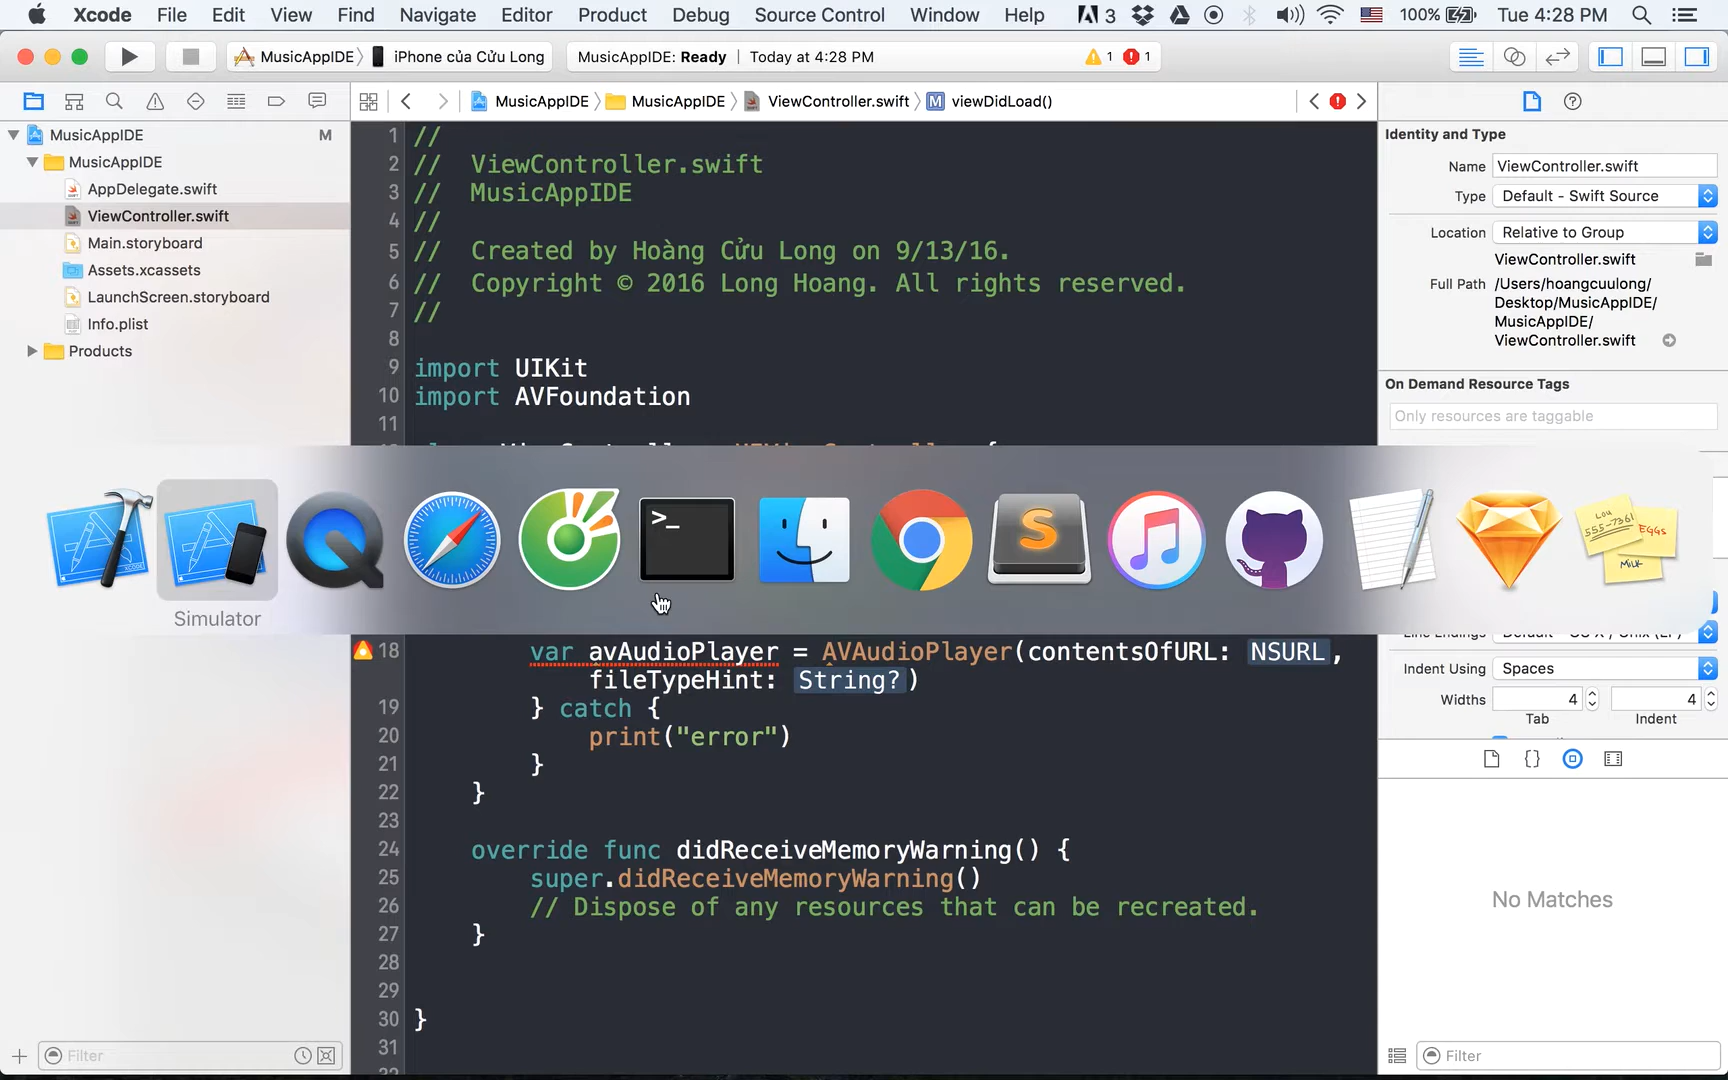 Xcode File Edit View Find Navigate Editor Product Debug Source Control Window Help 3 100% Tue 4:28 PM
MusicAppIDE iPhone của Cửu Long MusicAppIDE: Ready Today at 4:28 PM 1 1
MusicAppIDE MusicAppIDE ViewController.swift M viewDidLoad()
MusicAppIDE M
MusicAppIDE
AppDelegate.swift
ViewController.swift
Main.storyboard
Assets.xcassets
LaunchScreen.storyboard
Info.plist
Products
Filter
1 //
2 // ViewController.swift
3 // MusicAppIDE
4 //
5 // Created by Hoàng Cửu Long on 9/13/16.
6 // Copyright © 2016 Long Hoang. All rights reserved.
7 //
8
9 import UIKit
10 import AVFoundation
11
Simulator
18 var avAudioPlayer = AVAudioPlayer(contentsOfURL: NSURL,
fileTypeHint: String?)
19 } catch {
20 print("error")
21 }
22 }
23
24 override func didReceiveMemoryWarning() {
25 super.didReceiveMemoryWarning()
26 // Dispose of any resources that can be recreated.
27 }
28
29
30 }
31
Identity and Type
Name ViewController.swift
Type Default - Swift Source
Location Relative to Group
ViewController.swift
Full Path /Users/hoangcuulong/
Desktop/MusicAppIDE/
MusicAppIDE/
ViewController.swift
On Demand Resource Tags
Only resources are taggable
Indent Using Spaces
Widths 4 4
Tab Indent
No Matches
Filter